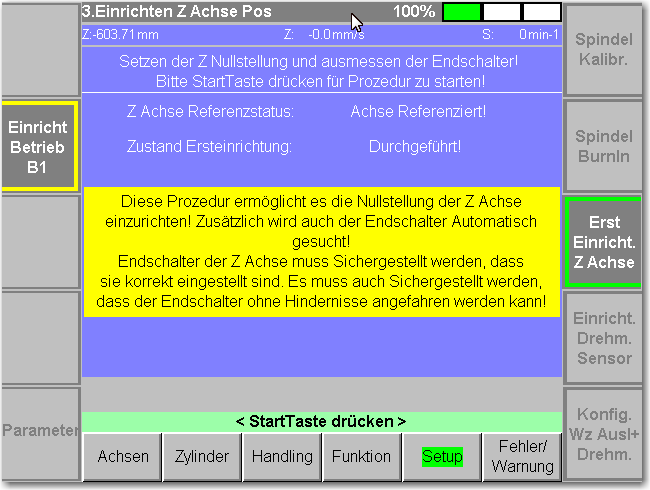 3.Einrichten Z Achse Pos 100%
Z:-603.71mm Z: -0.0mm/s S: 0min-1
Setzen der Z Nullstellung und ausmessen der Endschalter!
Bitte StartTaste drücken für Prozedur zu starten!
Z Achse Referenzstatus: Achse Referenziert!
Zustand Ersteinrichtung: Durchgeführt!
Diese Prozedur ermöglicht es die Nullstellung der Z Achse
einzurichten! Zusätzlich wird auch der Endschalter Automatisch
gesucht!
Endschalter der Z Achse muss Sichergestellt werden, dass
sie korrekt eingestellt sind. Es muss auch Sichergestellt werden,
dass der Endschalter ohne Hindernisse angefahren werden kann!
Einricht
Betrieb
B1
Parameter
Spindel
Kalibr.
Spindel
BurnIn
Erst
Einricht.
Z Achse
Einricht.
Drehm.
Sensor
Konfig.
Wz Ausl+
Drehm.
< StartTaste drücken >
Achsen Zylinder Handling Funktion Setup Fehler/
Warnung